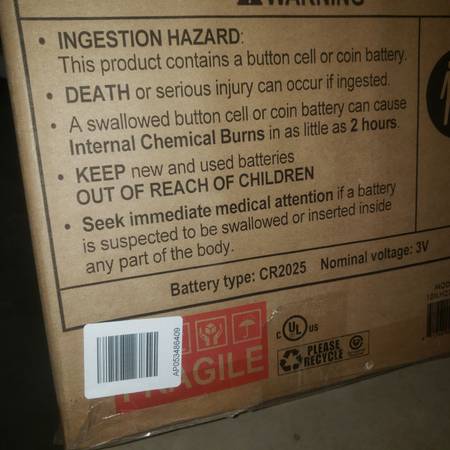 WARNING
• INGESTION HAZARD:
This product contains a button cell or coin battery.
• DEATH or serious injury can occur if ingested.
• A swallowed button cell or coin battery can cause
Internal Chemical Burns in as little as 2 hours.
• KEEP new and used batteries
OUT OF REACH OF CHILDREN
• Seek immediate medical attention if a battery
is suspected to be swallowed or inserted inside
any part of the body.
Battery type: CR2025 Nominal voltage: 3V
AP053486409
FRAGILE
C UL US
PLEASE
RECYCLE